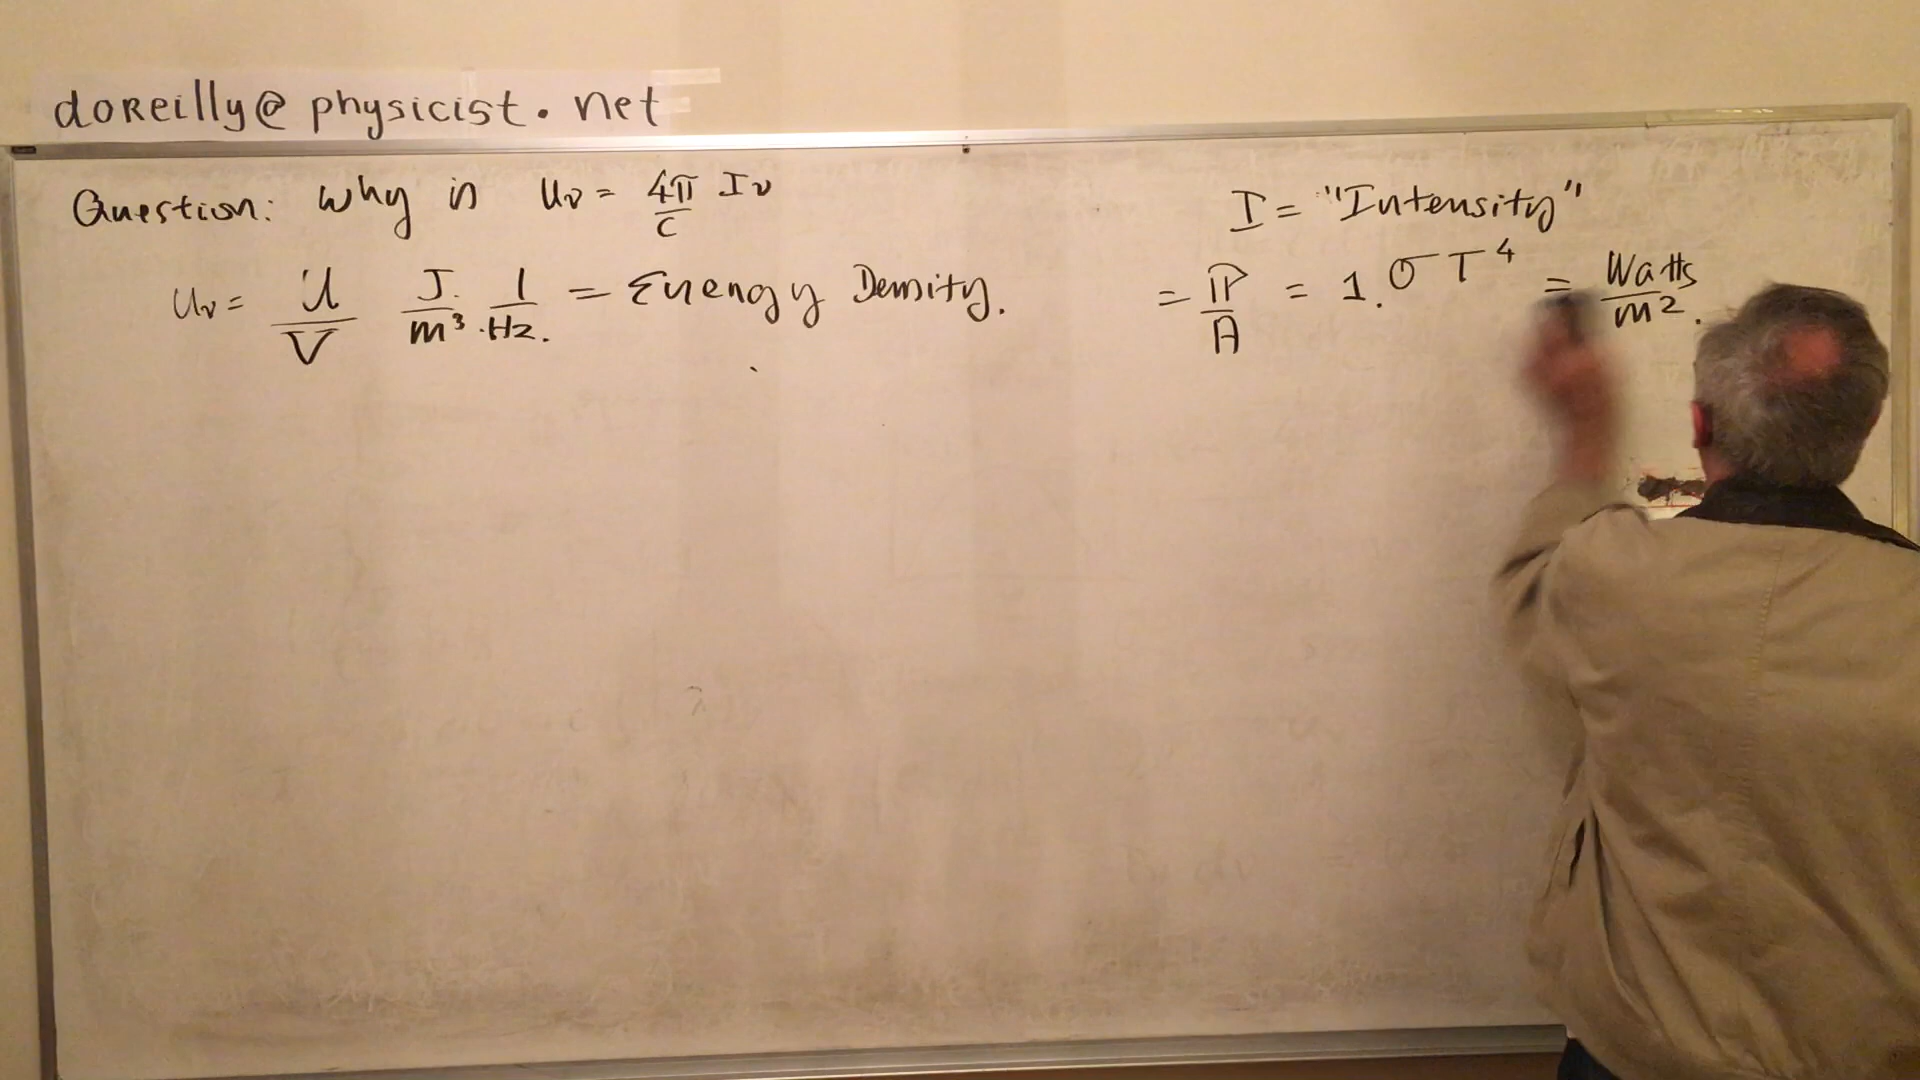 doReilly@physicist.net
Question: why is Uν = 4π/c Iν
Uν = U/V J./m³ · 1/Hz. = Energy Density.
I = "Intensity"
= P/A = 1. σT⁴ = Watts/m².